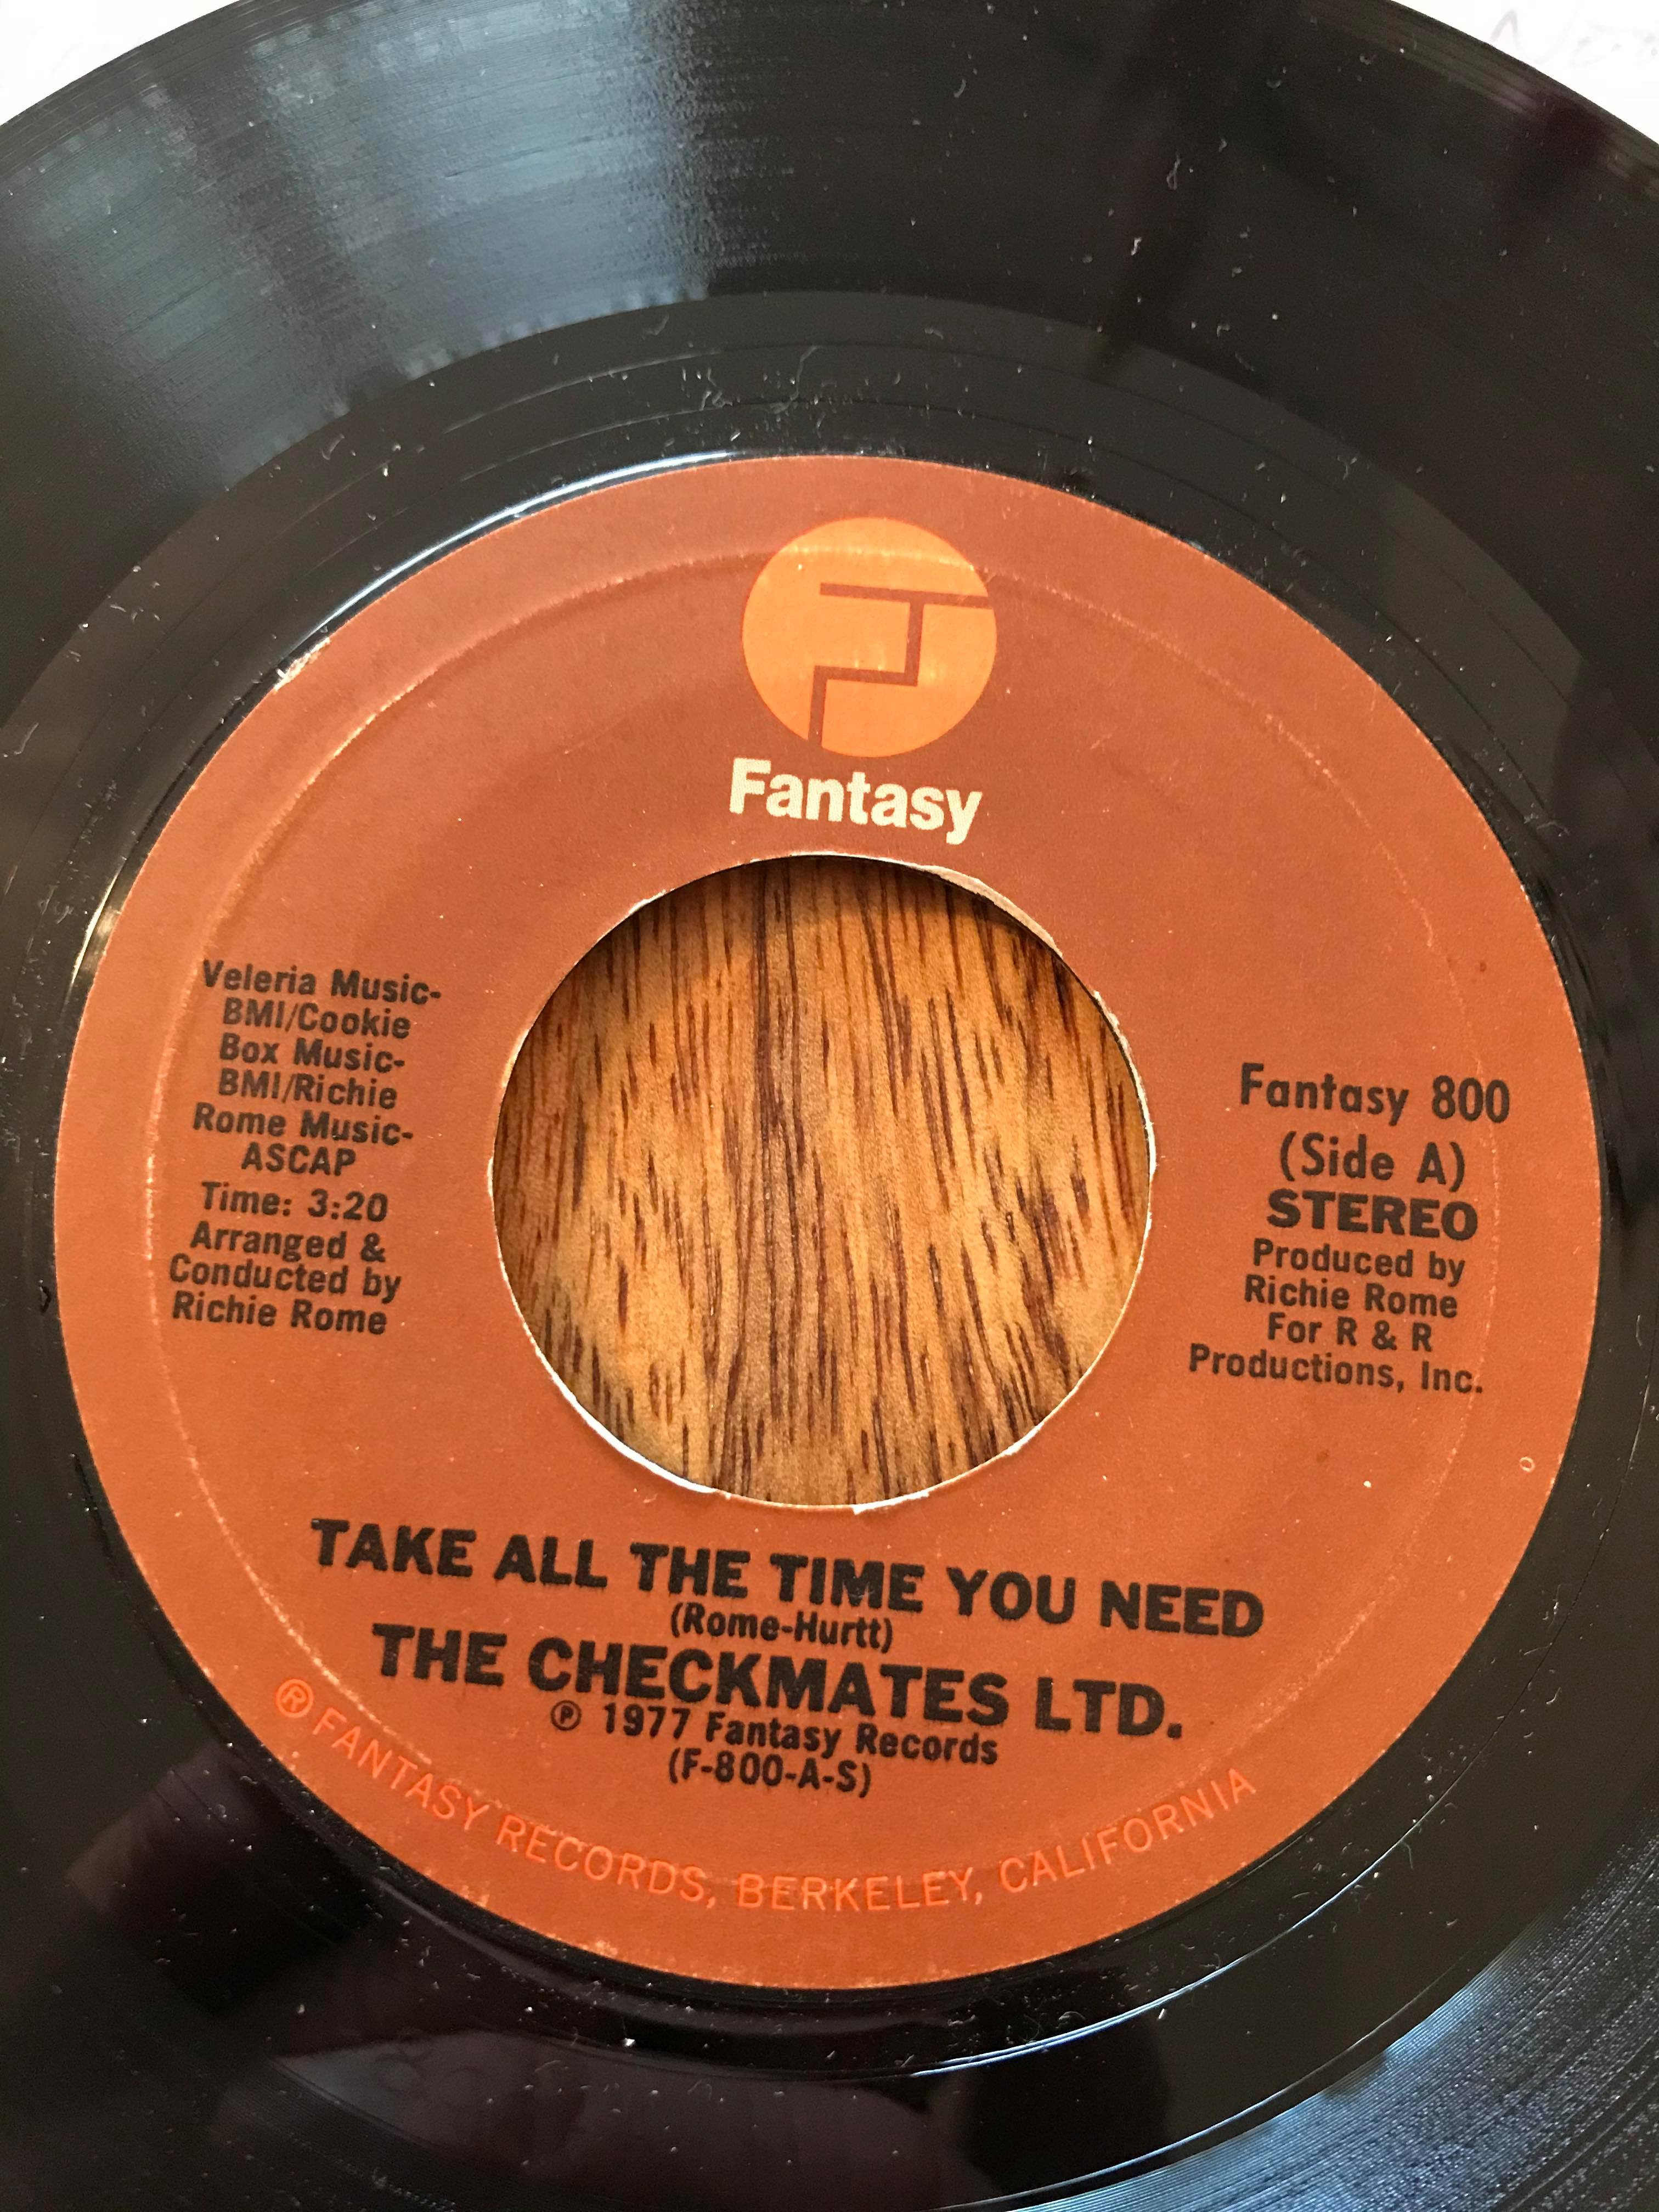 Fantasy
Veleria Music-
BMI/Cookie
Box Music-
BMI/Richie
Rome Music-
ASCAP
Time: 3:20
Arranged &
Conducted by
Richie Rome
Fantasy 800
(Side A)
STEREO
Produced by
Richie Rome
For R & R
Productions, Inc.
TAKE ALL THE TIME YOU NEED
(Rome-Hurtt)
THE CHECKMATES LTD.
℗ 1977 Fantasy Records
(F-800-A-S)
® FANTASY RECORDS, BERKELEY, CALIFORNIA